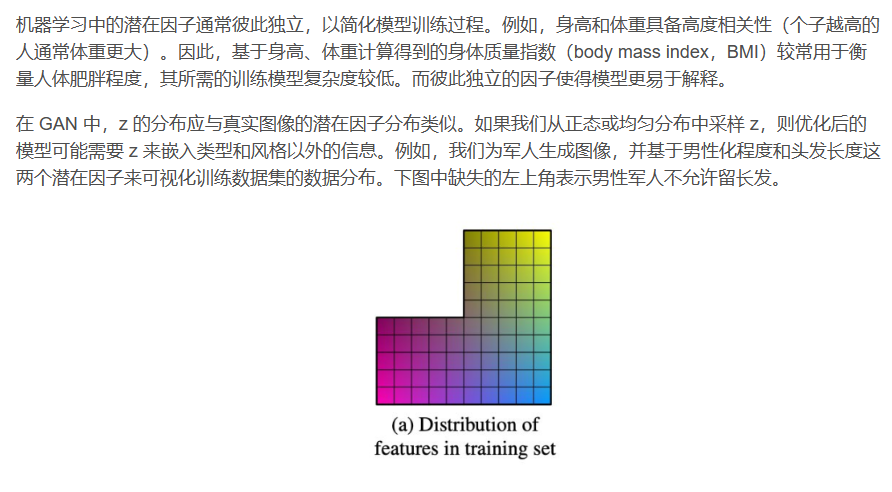 机器学习中的潜在因子通常彼此独立，以简化模型训练过程。例如，身高和体重具备高度相关性（个子越高的
人通常体重更大）。因此，基于身高、体重计算得到的身体质量指数（body mass index，BMI）较常用于衡
量人体肥胖程度，其所需的训练模型复杂度较低。而彼此独立的因子使得模型更易于解释。
在 GAN 中，z 的分布应与真实图像的潜在因子分布类似。如果我们从正态或均匀分布中采样 z，则优化后的
模型可能需要 z 来嵌入类型和风格以外的信息。例如，我们为军人生成图像，并基于男性化程度和头发长度这
两个潜在因子来可视化训练数据集的数据分布。下图中缺失的左上角表示男性军人不允许留长发。
(a) Distribution of
features in training set